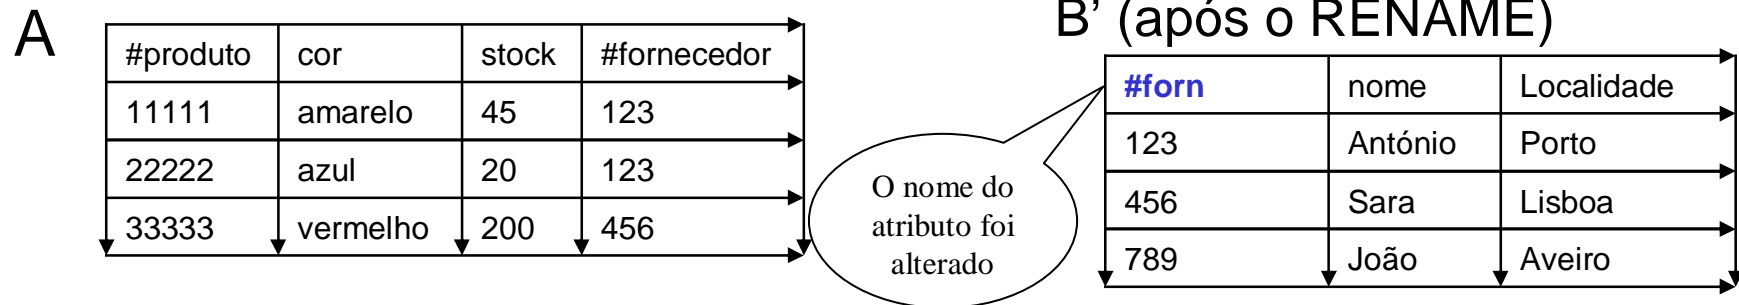 A
#produto cor stock #fornecedor
11111 amarelo 45 123
22222 azul 20 123
33333 vermelho 200 456
O nome do
atributo foi
alterado
B’ (após o RENAME)
#forn nome Localidade
123 António Porto
456 Sara Lisboa
789 João Aveiro